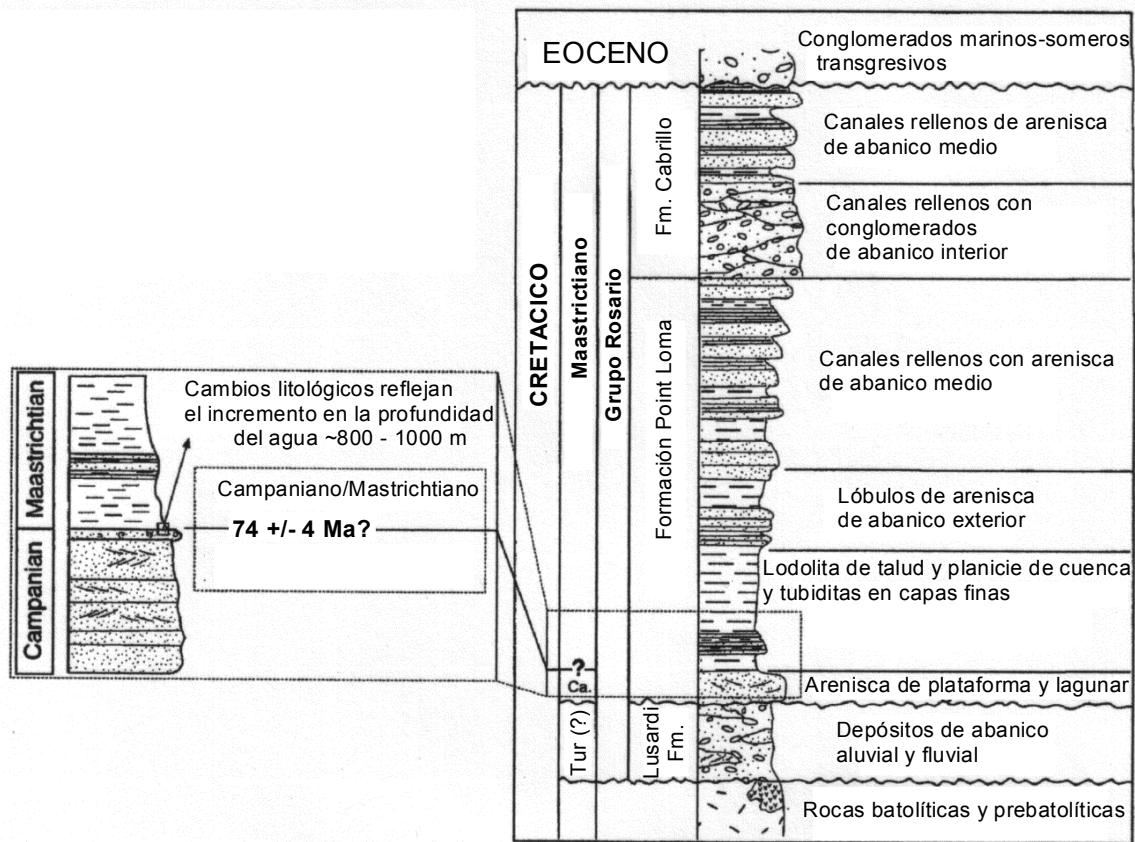 EOCENO
Conglomerados marinos-someros
transgresivos
CRETACICO
Maastrictiano
Grupo Rosario
Fm. Cabrillo
Formación Point Loma
Canales rellenos de arenisca
de abanico medio
Canales rellenos con
conglomerados
de abanico interior
Canales rellenos con arenisca
de abanico medio
Lóbulos de arenisca
de abanico exterior
Lodolita de talud y planicie de cuenca
y tubiditas en capas finas
?
Ca.
Arenisca de plataforma y lagunar
Tur (?)
Lusardi
Fm.
Depósitos de abanico
aluvial y fluvial
Rocas batolíticas y prebatolíticas
Maastrichtian
Campanian
Cambios litológicos reflejan
el incremento en la profundidad
del agua ~800 - 1000 m
Campaniano/Mastrichtiano
74 +/- 4 Ma?